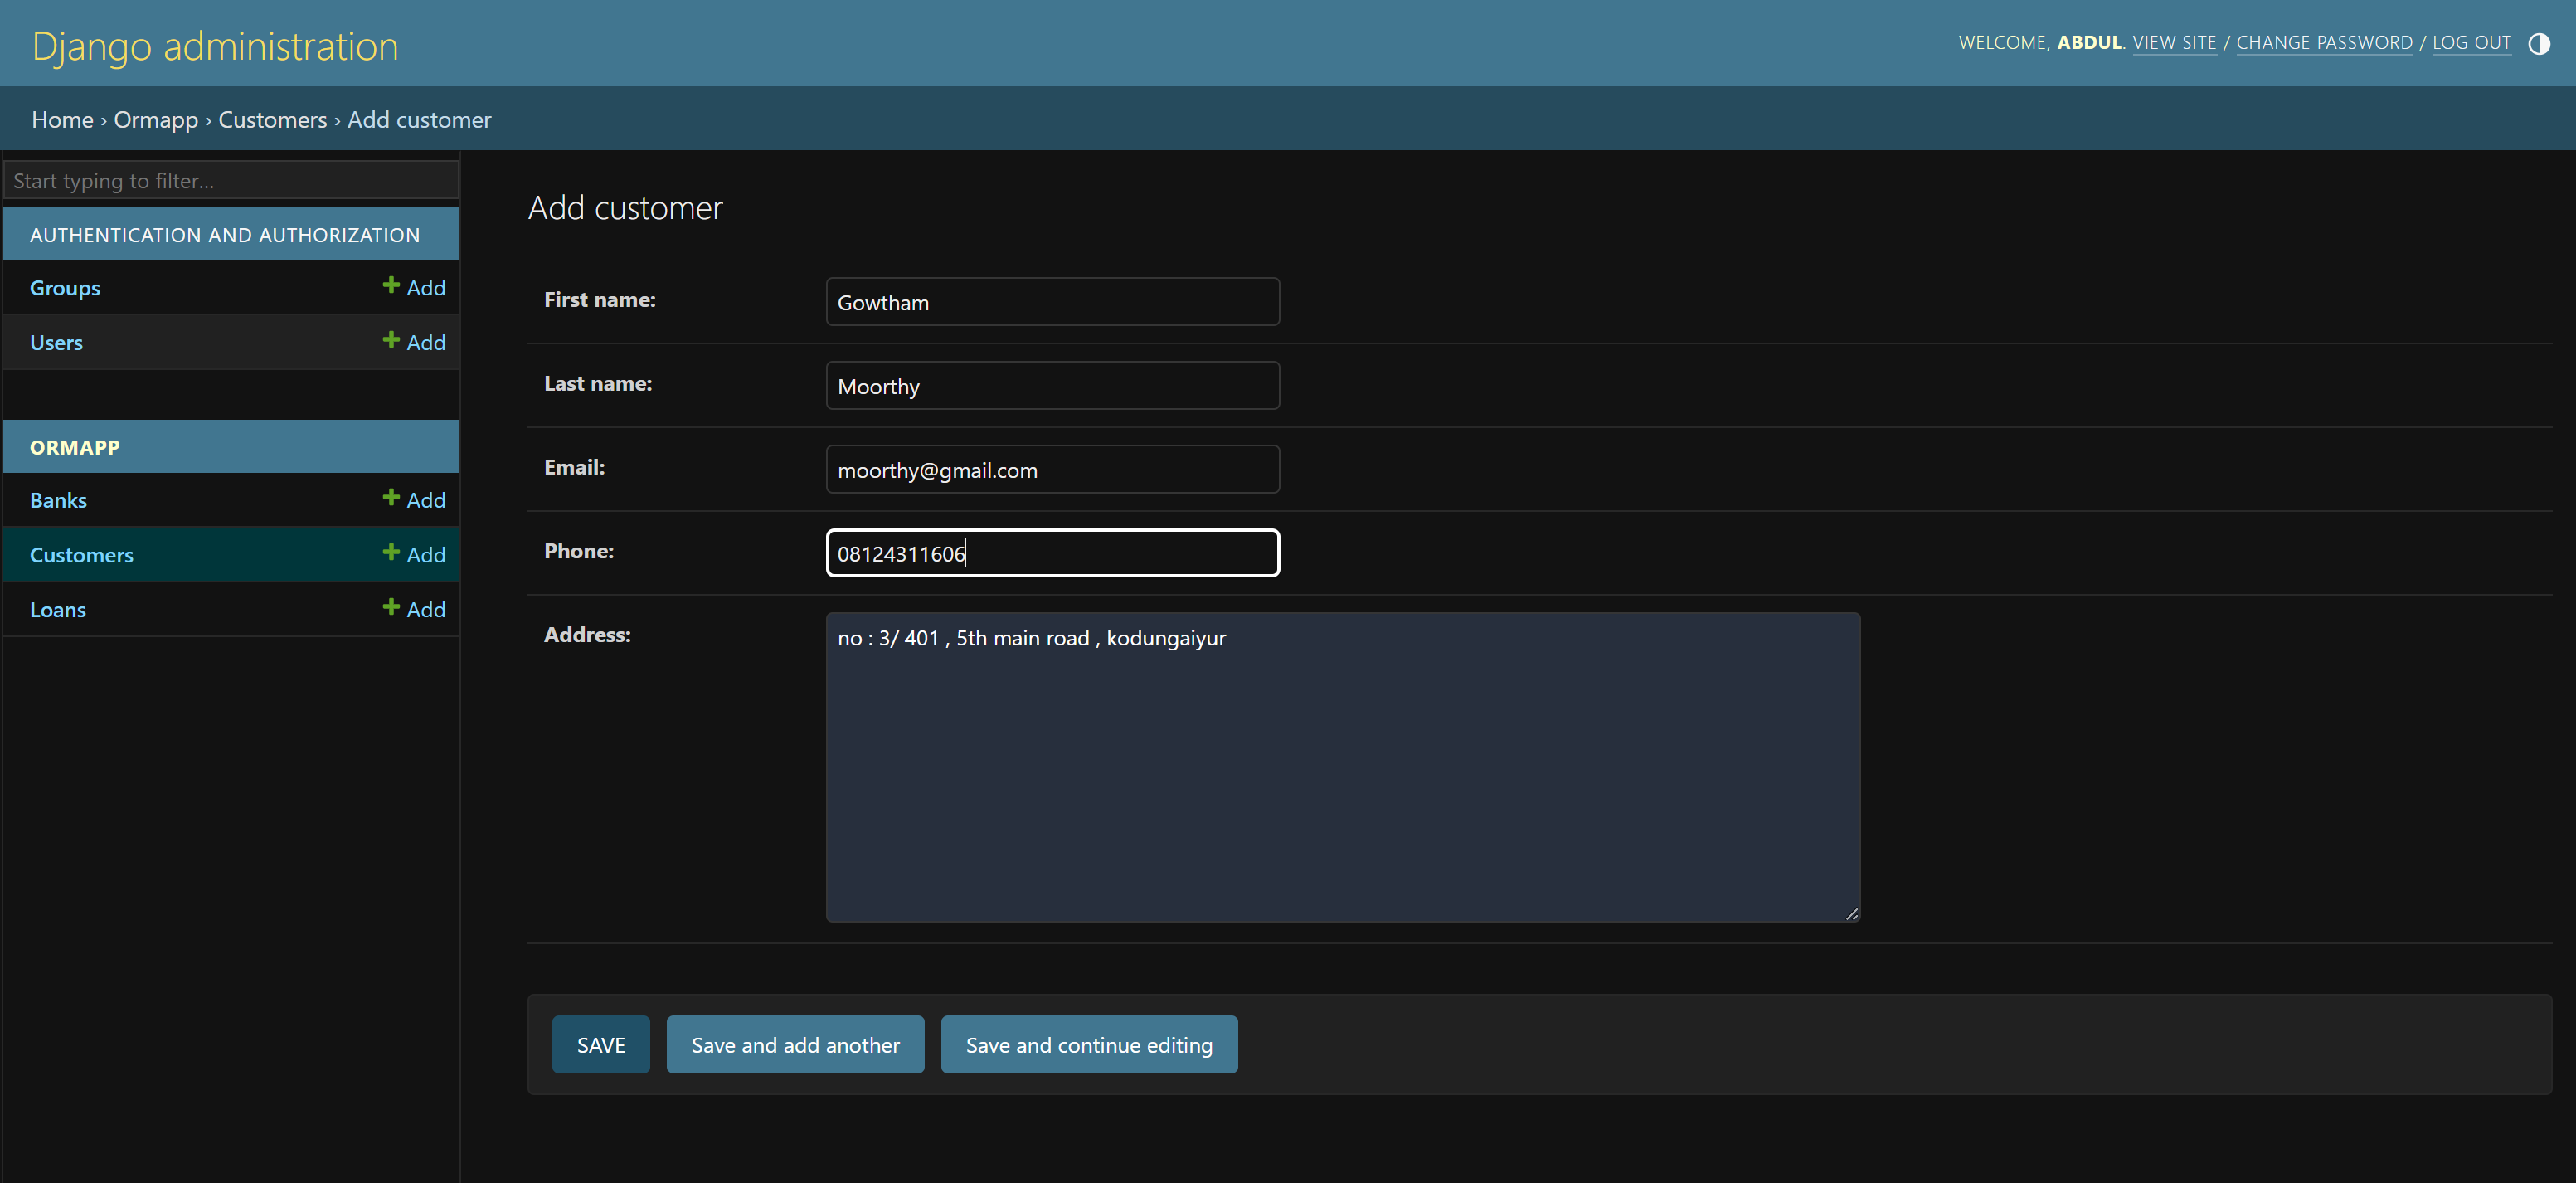 Django administration
WELCOME, ABDUL. VIEW SITE / CHANGE PASSWORD / LOG OUT
Home › Ormapp › Customers › Add customer
Start typing to filter...
AUTHENTICATION AND AUTHORIZATION
Groups + Add
Users + Add
ORMAPP
Banks + Add
Customers + Add
Loans + Add
Add customer
First name: Gowtham
Last name: Moorthy
Email: moorthy@gmail.com
Phone: 08124311606
Address: no : 3/ 401 , 5th main road , kodungaiyur
SAVE Save and add another Save and continue editing